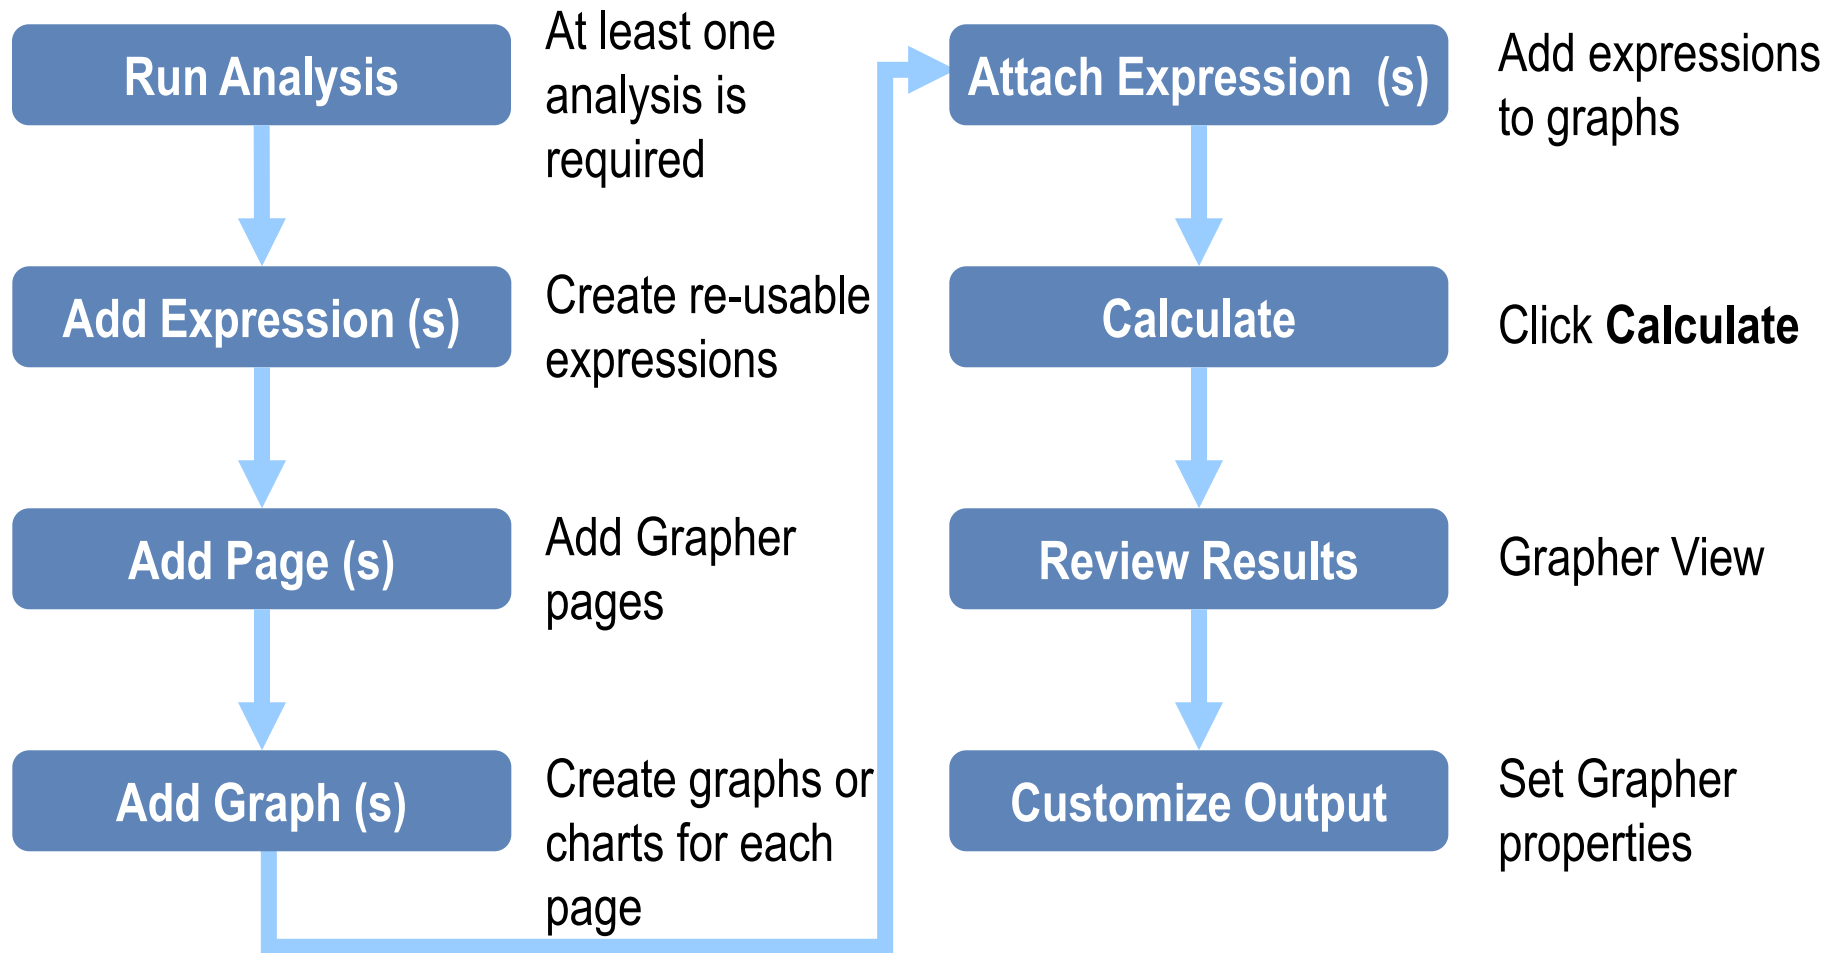 Run Analysis
At least one
analysis is
required
Add Expression (s)
Create re-usable
expressions
Add Page (s)
Add Grapher
pages
Add Graph (s)
Create graphs or
charts for each
page
Attach Expression (s)
Add expressions
to graphs
Calculate
Click Calculate
Review Results
Grapher View
Customize Output
Set Grapher
properties